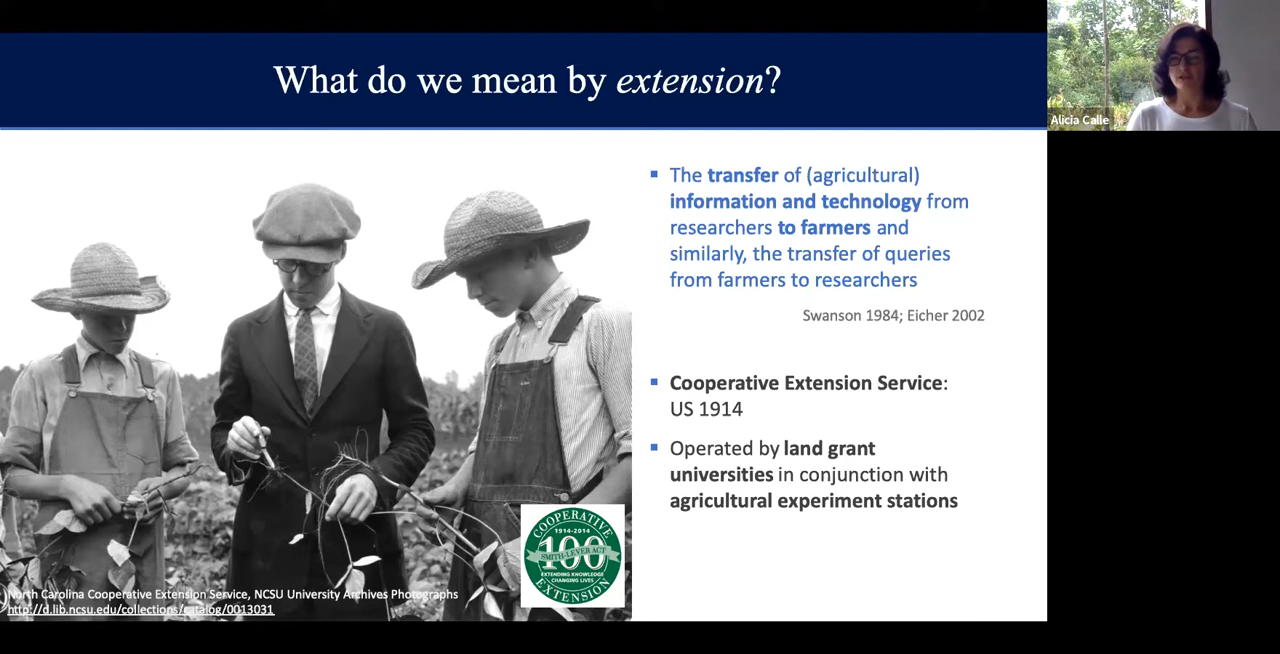 What do we mean by extension?
Alicia Calle
The transfer of (agricultural)
information and technology from
researchers to farmers and
similarly, the transfer of queries
from farmers to researchers
Swanson 1984; Eicher 2002
Cooperative Extension Service:
US 1914
Operated by land grant
universities in conjunction with
agricultural experiment stations
COOPERATIVE
1914-2014
100
SMITH-LEVER ACT
EXTENDING KNOWLEDGE
CHANGING LIVES
EXTENSION
North Carolina Cooperative Extension Service, NCSU University Archives Photographs
http://d.lib.ncsu.edu/collections/catalog/0013031